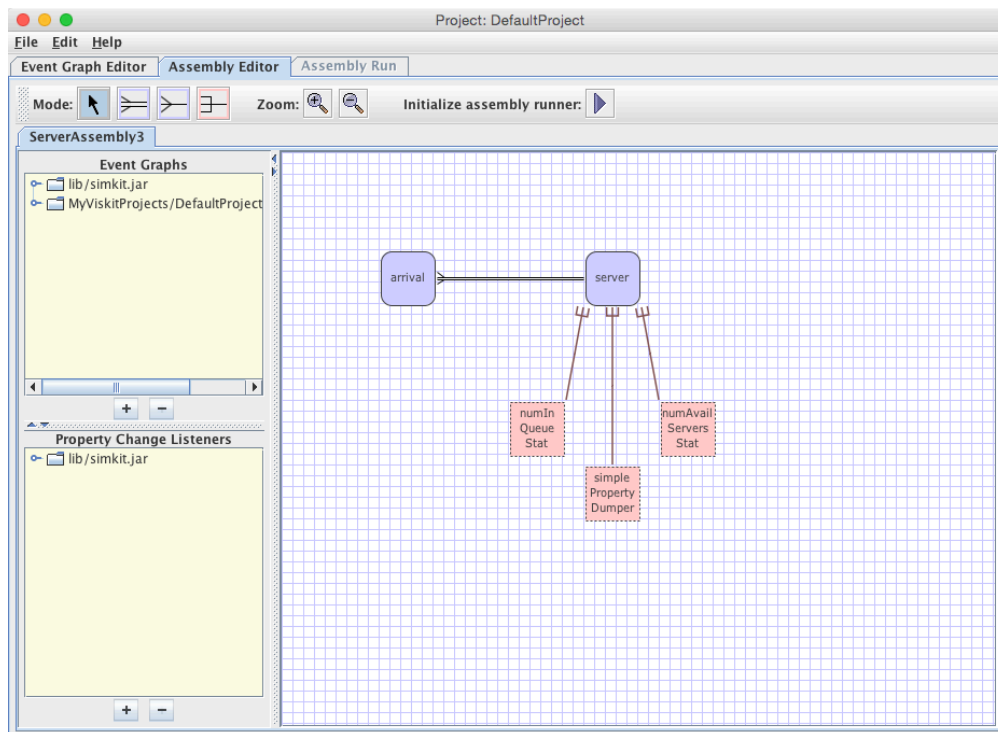 Project: DefaultProject
File Edit Help
Event Graph Editor Assembly Editor Assembly Run
Mode: Zoom: Initialize assembly runner:
ServerAssembly3
Event Graphs
lib/simkit.jar
MyViskitProjects/DefaultProject
+ −
Property Change Listeners
lib/simkit.jar
+ −
arrival
server
numIn
Queue
Stat
simple
Property
Dumper
numAvail
Servers
Stat